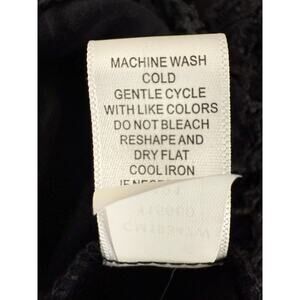 MACHINE WASH
COLD
GENTLE CYCLE
WITH LIKE COLORS
DO NOT BLEACH
RESHAPE AND
DRY FLAT
COOL IRON